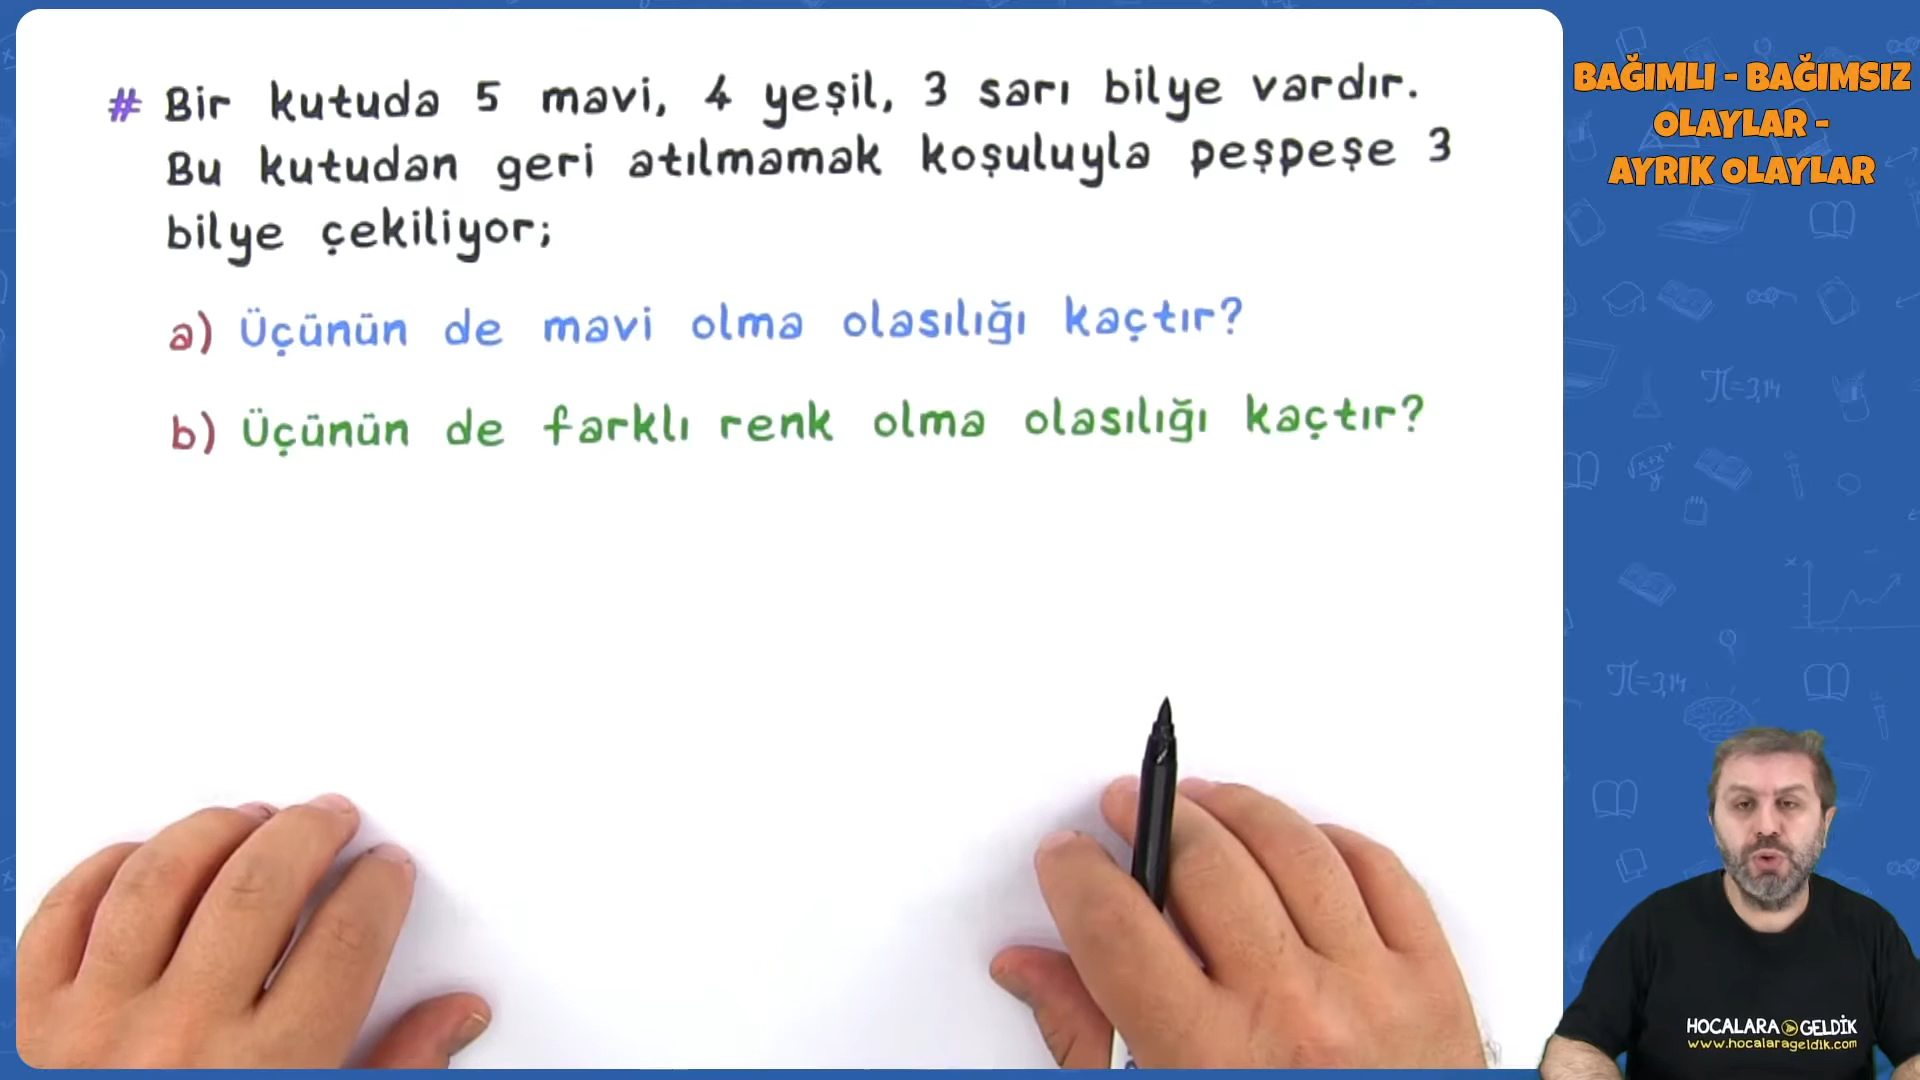 # Bir kutuda 5 mavi, 4 yeşil, 3 sarı bilye vardır.
Bu kutudan geri atılmamak koşuluyla peşpeşe 3
bilye çekiliyor;
a) Üçünün de mavi olma olasılığı kaçtır?
b) Üçünün de farklı renk olma olasılığı kaçtır?
BAĞIMLI - BAĞIMSIZ
OLAYLAR -
AYRIK OLAYLAR
π=3,14
π=3,14
HOCALARA GELDİK
www.hocalarageldik.com